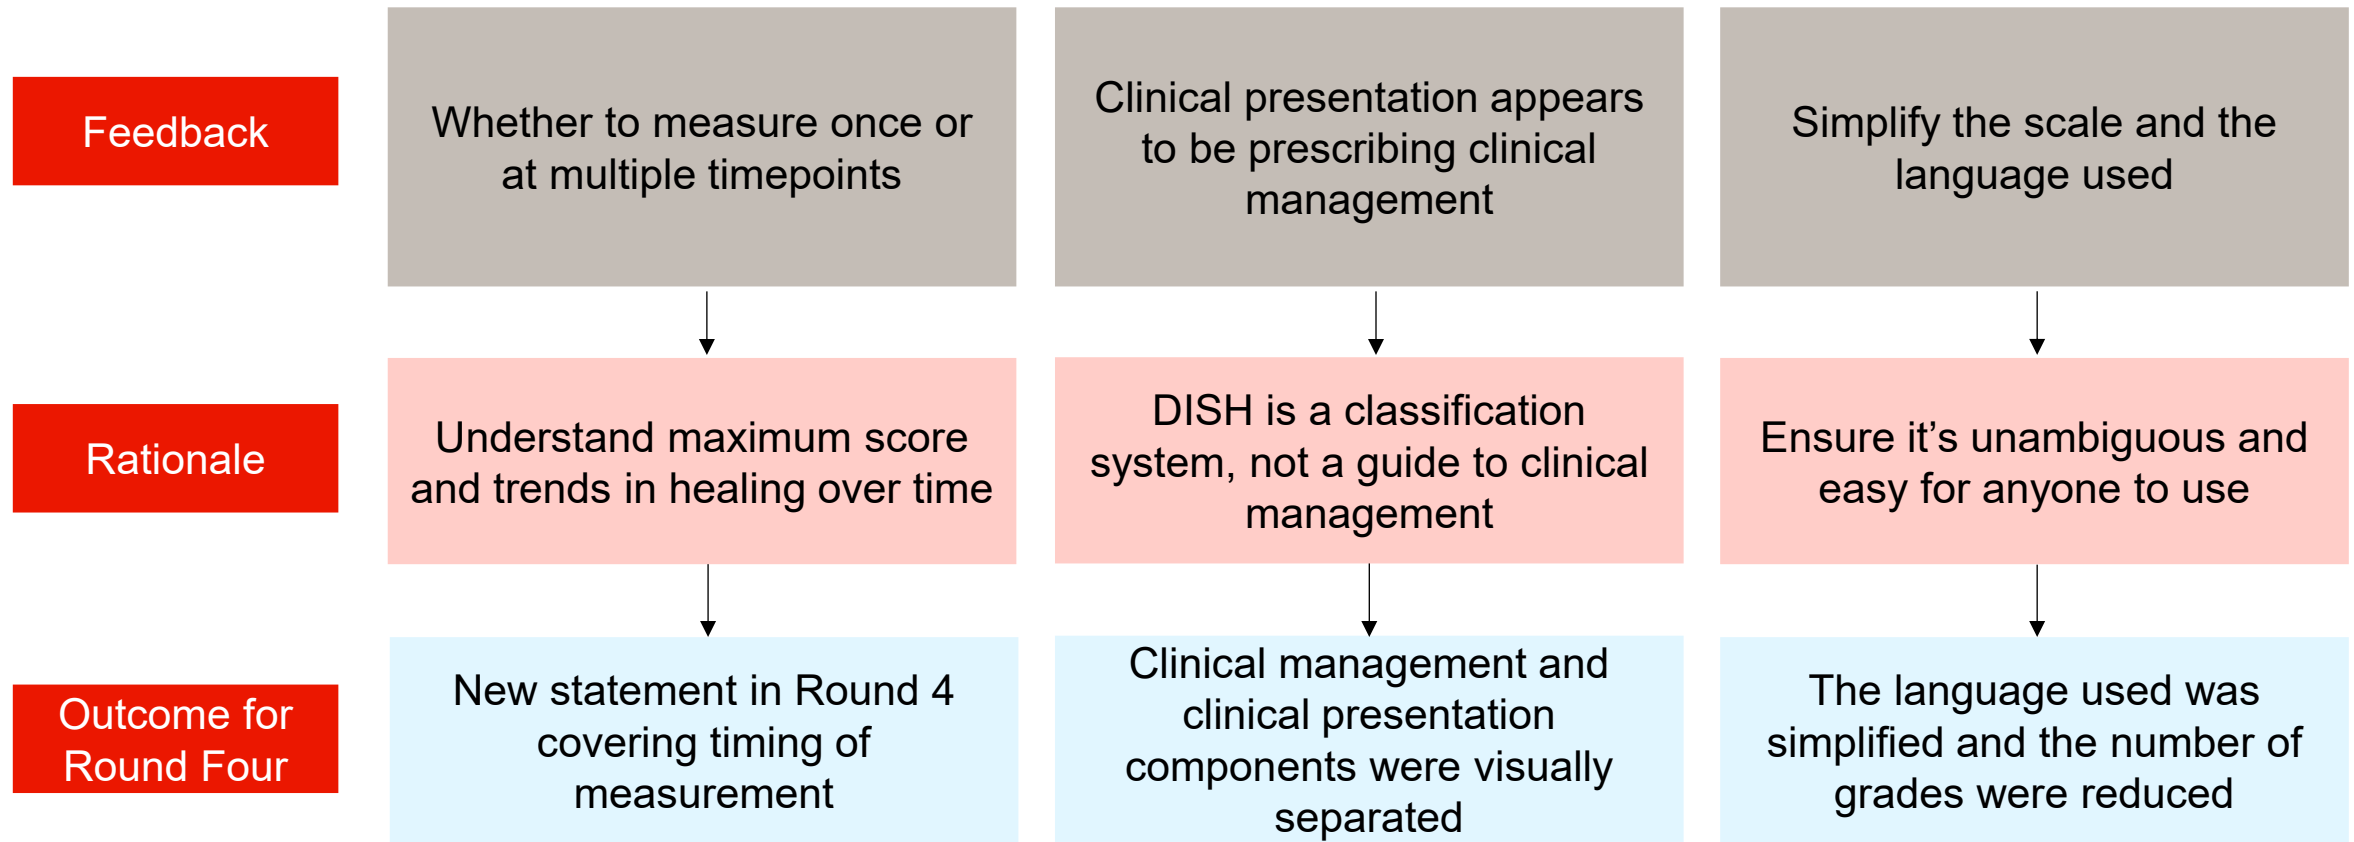 Feedback
Whether to measure once or
at multiple timepoints
Clinical presentation appears
to be prescribing clinical
management
Simplify the scale and the
language used
Rationale
Understand maximum score
and trends in healing over time
DISH is a classification
system, not a guide to clinical
management
Ensure it’s unambiguous and
easy for anyone to use
Outcome for
Round Four
New statement in Round 4
covering timing of
measurement
Clinical management and
clinical presentation
components were visually
separated
The language used was
simplified and the number of
grades were reduced